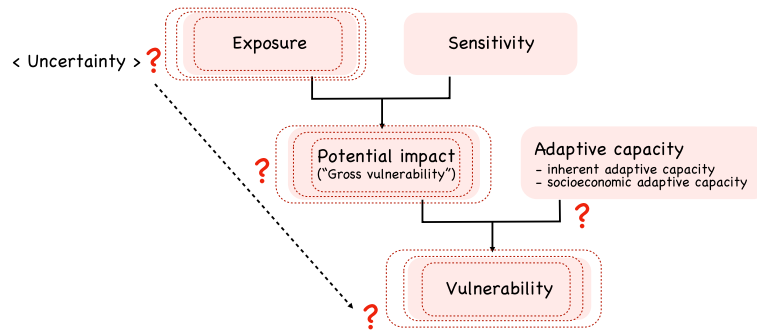 Exposure
Sensitivity
< Uncertainty > ?
Potential impact
("Gross vulnerability")
?
Adaptive capacity
- inherent adaptive capacity
- socioeconomic adaptive capacity
?
Vulnerability
?